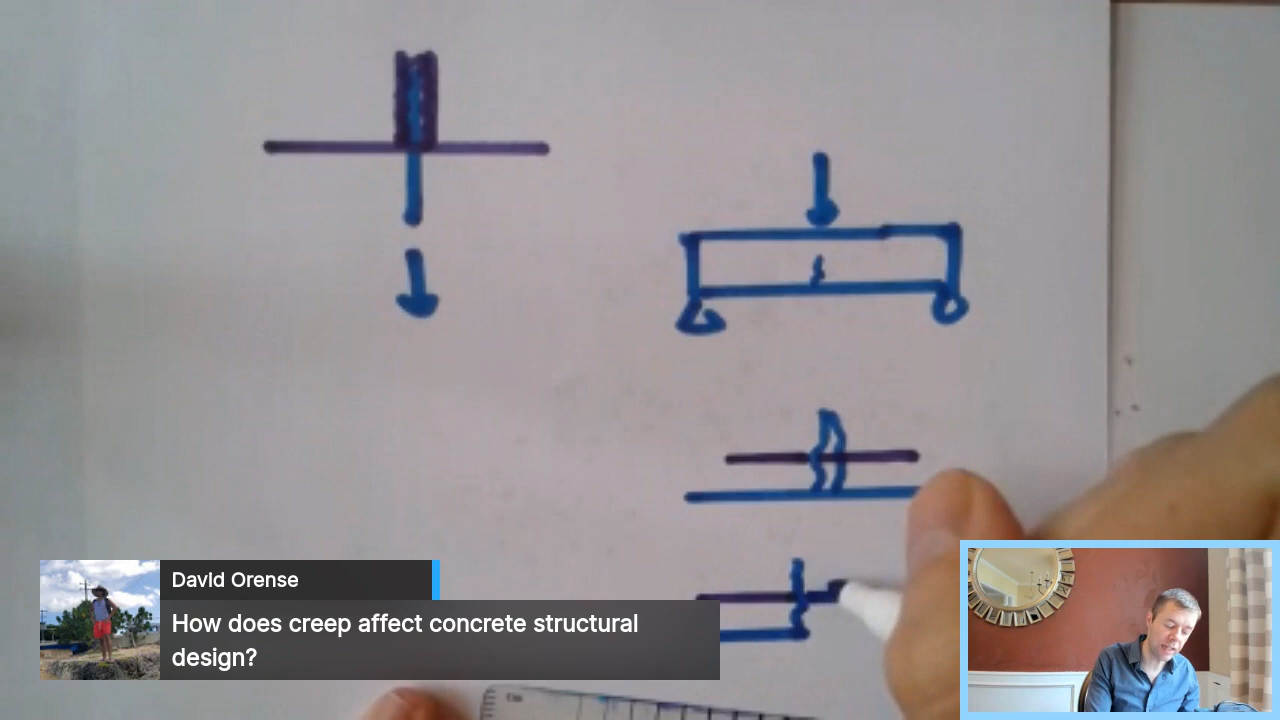 David Orense
How does creep affect concrete structural
design?